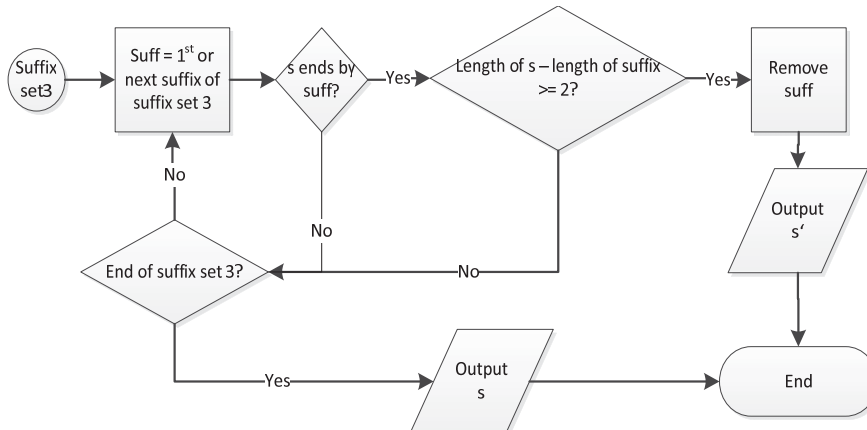 Suffix
set3
Suff = 1st or
next suffix of
suffix set 3
s ends by
suff?
Yes
Length of s – length of suffix
>= 2?
Yes
Remove
suff
No
No
Output
s‘
End of suffix set 3?
No
Yes
Output
s
End